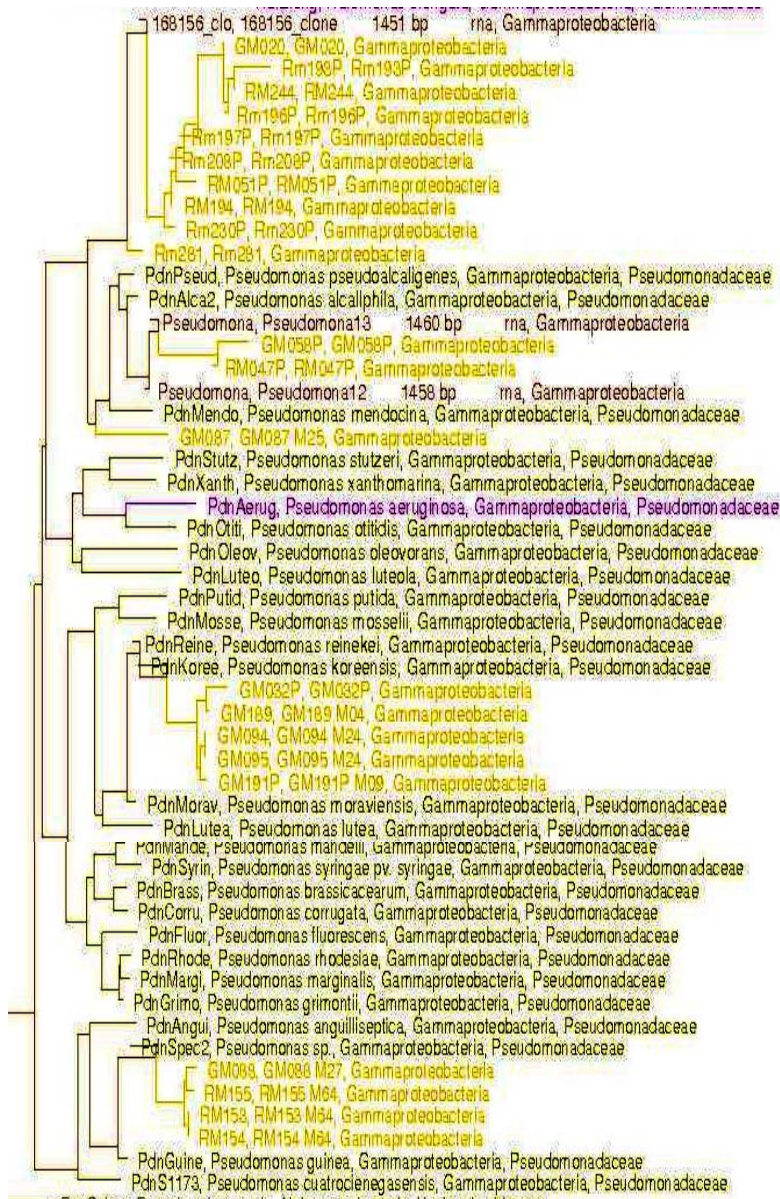 168156_clo, 168156_clone 1451 bp rna, Gammaproteobacteria
GM020, GM020, Gammaproteobacteria
Rm193P, Rm193P, Gammaproteobacteria
RM244, RM244, Gammaproteobacteria
Rm196P, Rm196P, Gammaproteobacteria
Rm197P, Rm197P, Gammaproteobacteria
Rm208P, Rm208P, Gammaproteobacteria
RM051P, RM051P, Gammaproteobacteria
RM194, RM194, Gammaproteobacteria
Rm230P, Rm230P, Gammaproteobacteria
Rm281, Rm281, Gammaproteobacteria
PdnPseud, Pseudomonas pseudoalcaligenes, Gammaproteobacteria, Pseudomonadaceae
PdnAlca2, Pseudomonas alcaliphila, Gammaproteobacteria, Pseudomonadaceae
Pseudomona, Pseudomona13 1460 bp rna, Gammaproteobacteria
GM058P, GM058P, Gammaproteobacteria
RM047P, RM047P, Gammaproteobacteria
Pseudomona, Pseudomona12 1458 bp rna, Gammaproteobacteria
PdnMendo, Pseudomonas mendocina, Gammaproteobacteria, Pseudomonadaceae
GM087, GM087 M25, Gammaproteobacteria
PdnStutz, Pseudomonas stutzeri, Gammaproteobacteria, Pseudomonadaceae
PdnXanth, Pseudomonas xanthomarina, Gammaproteobacteria, Pseudomonadaceae
PdnAerug, Pseudomonas aeruginosa, Gammaproteobacteria, Pseudomonadaceae
PdnOtiti, Pseudomonas otitidis, Gammaproteobacteria, Pseudomonadaceae
PdnOleov, Pseudomonas oleovorans, Gammaproteobacteria, Pseudomonadaceae
PdnLuteo, Pseudomonas luteola, Gammaproteobacteria, Pseudomonadaceae
PdnPutid, Pseudomonas putida, Gammaproteobacteria, Pseudomonadaceae
PdnMosse, Pseudomonas mosselii, Gammaproteobacteria, Pseudomonadaceae
PdnReine, Pseudomonas reinekei, Gammaproteobacteria, Pseudomonadaceae
PdnKoree, Pseudomonas koreensis, Gammaproteobacteria, Pseudomonadaceae
GM032P, GM032P, Gammaproteobacteria
GM189, GM189 M04, Gammaproteobacteria
GM094, GM094 M24, Gammaproteobacteria
GM095, GM095 M24, Gammaproteobacteria
GM191P, GM191P M09, Gammaproteobacteria
PdnMorav, Pseudomonas moraviensis, Gammaproteobacteria, Pseudomonadaceae
PdnLutea, Pseudomonas lutea, Gammaproteobacteria, Pseudomonadaceae
PdnMande, Pseudomonas mandelii, Gammaproteobacteria, Pseudomonadaceae
PdnSyrin, Pseudomonas syringae pv. syringae, Gammaproteobacteria, Pseudomonadaceae
PdnBrass, Pseudomonas brassicacearum, Gammaproteobacteria, Pseudomonadaceae
PdnCorru, Pseudomonas corrugata, Gammaproteobacteria, Pseudomonadaceae
PdnFluor, Pseudomonas fluorescens, Gammaproteobacteria, Pseudomonadaceae
PdnRhode, Pseudomonas rhodesiae, Gammaproteobacteria, Pseudomonadaceae
PdnMargi, Pseudomonas marginalis, Gammaproteobacteria, Pseudomonadaceae
PdnGrimo, Pseudomonas grimontii, Gammaproteobacteria, Pseudomonadaceae
PdnAngui, Pseudomonas anguilliseptica, Gammaproteobacteria, Pseudomonadaceae
PdnSpec2, Pseudomonas sp., Gammaproteobacteria, Pseudomonadaceae
GM088, GM088 M27, Gammaproteobacteria
RM155, RM155 M64, Gammaproteobacteria
RM153, RM153 M64, Gammaproteobacteria
RM154, RM154 M64, Gammaproteobacteria
PdnGuine, Pseudomonas guinea, Gammaproteobacteria, Pseudomonadaceae
PdnS1173, Pseudomonas cuatrocienegasensis, Gammaproteobacteria, Pseudomonadaceae